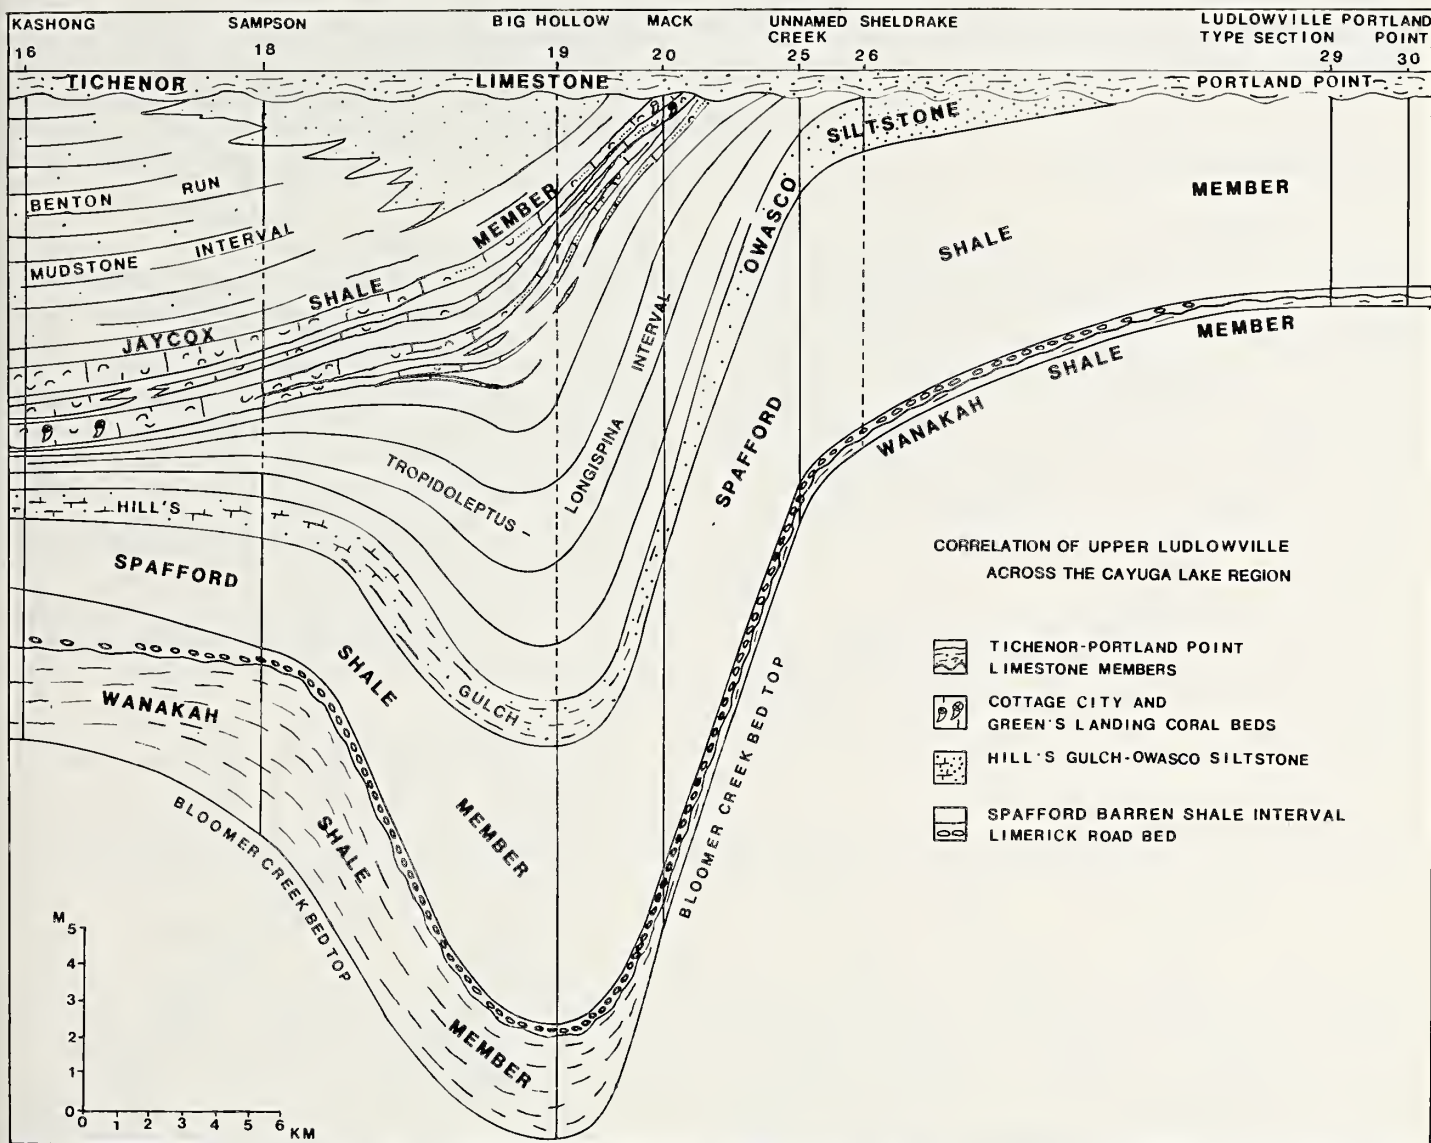 KASHONG SAMPSON BIG HOLLOW MACK UNNAMED SHELDRAKE LUDLOWVILLE PORTLAND
CREEK TYPE SECTION POINT
16 18 19 20 25 26 29 30
TICHENOR LIMESTONE PORTLAND POINT
SILTSTONE
OWASCO
BENTON RUN
MUDSTONE INTERVAL
JAYCOX SHALE MEMBER
MEMBER
SHALE
TROPIDOLEPTUS - LONGISPINA INTERVAL
HILL'S GULCH
SPAFFORD
SHALE
MEMBER
SPAFFORD
WANAKAH SHALE MEMBER
WANAKAH
SHALE
MEMBER
BLOOMER CREEK BED TOP
BLOOMER CREEK BED TOP
CORRELATION OF UPPER LUDLOWVILLE
ACROSS THE CAYUGA LAKE REGION
TICHENOR-PORTLAND POINT
LIMESTONE MEMBERS
COTTAGE CITY AND
GREEN'S LANDING CORAL BEDS
HILL'S GULCH-OWASCO SILTSTONE
SPAFFORD BARREN SHALE INTERVAL
LIMERICK ROAD BED
M
5
4
3
2
1
0
0 1 2 3 4 5 6 KM